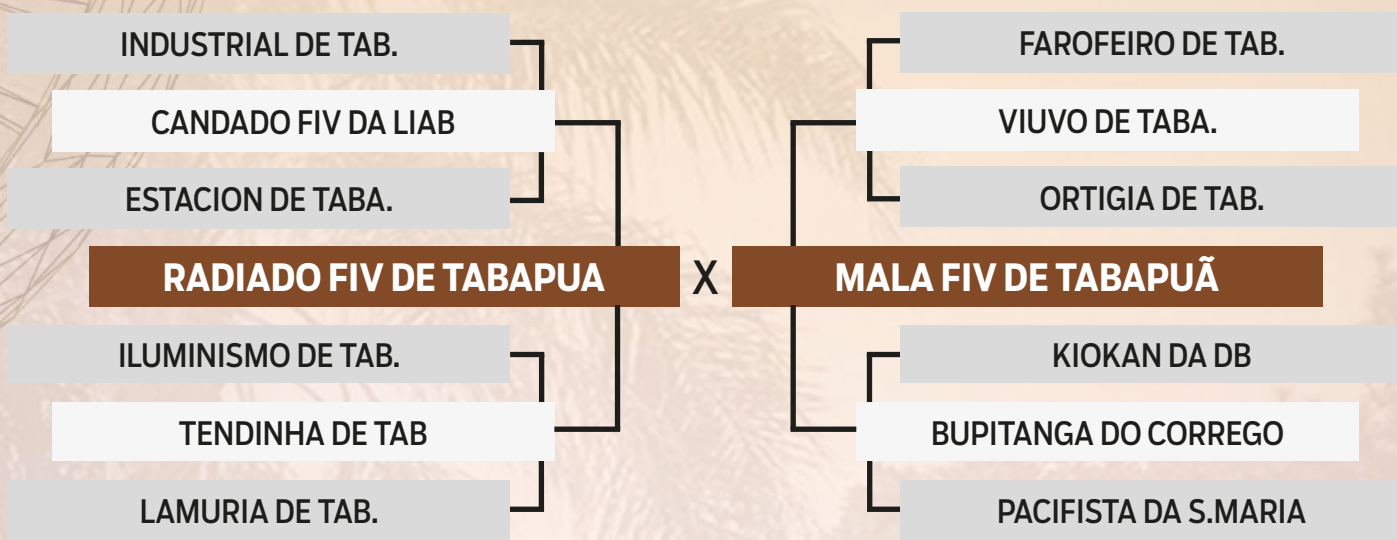 INDUSTRIAL DE TAB.
CANDADO FIV DA LIAB
ESTACION DE TABA.
RADIADO FIV DE TABAPUA
ILUMINISMO DE TAB.
TENDINHA DE TAB
LAMURIA DE TAB.
X
FAROFEIRO DE TAB.
VIUVO DE TABA.
ORTIGIA DE TAB.
MALA FIV DE TABAPUÃ
KIOKAN DA DB
BUPITANGA DO CORREGO
PACIFISTA DA S.MARIA